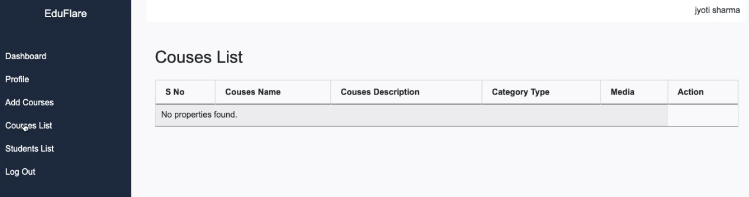 EduFlare
jyoti sharma
Dashboard
Profile
Add Courses
Courses List
Students List
Log Out
Couses List
S No Couses Name Couses Description Category Type Media Action
No properties found.